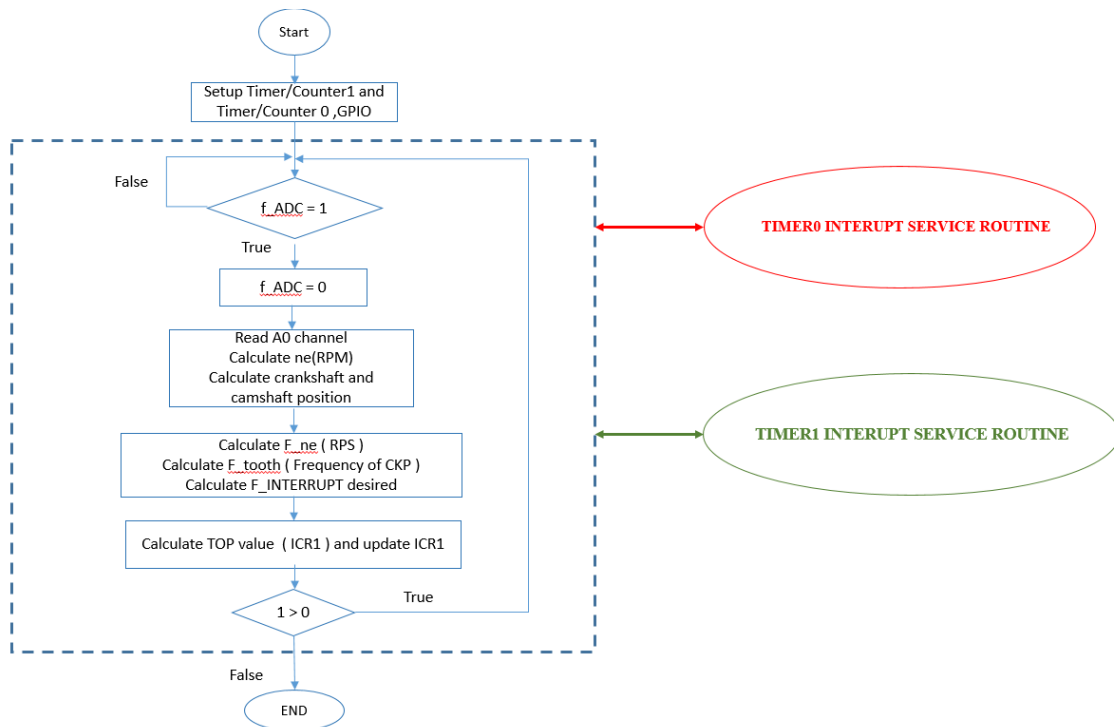 Start
Setup Timer/Counter1 and
Timer/Counter 0 ,GPIO
False
f_ADC = 1
True
f_ADC = 0
Read A0 channel
Calculate ne(RPM)
Calculate crankshaft and
camshaft position
Calculate F_ne ( RPS )
Calculate F_tooth ( Frequency of CKP )
Calculate F_INTERRUPT desired
Calculate TOP value ( ICR1 ) and update ICR1
True
1 > 0
False
END
TIMER0 INTERUPT SERVICE ROUTINE
TIMER1 INTERUPT SERVICE ROUTINE